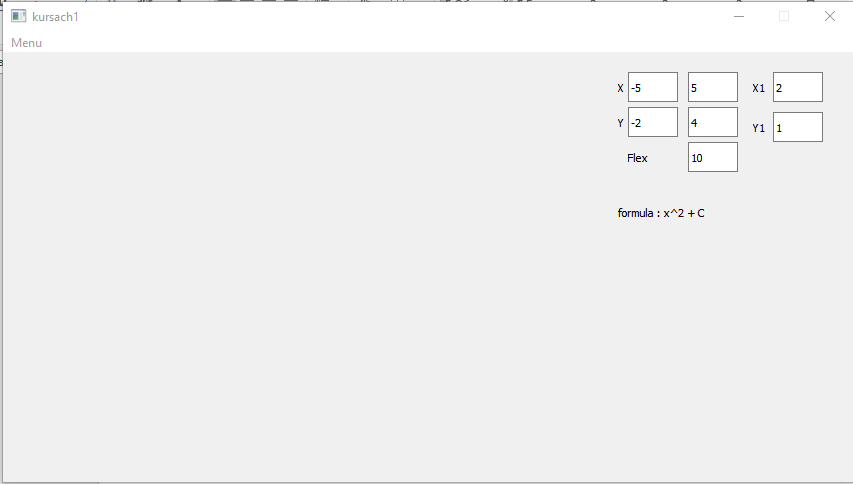 kursach1
Menu
X -5 5 X1 2
Y -2 4 Y1 1
Flex 10
formula : x^2 + C